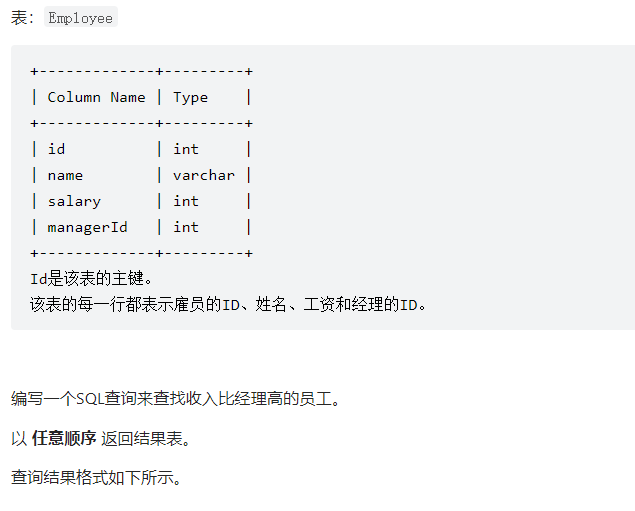 表：Employee
+-------------+---------+
| Column Name | Type    |
+-------------+---------+
| id          | int     |
| name        | varchar |
| salary      | int     |
| managerId   | int     |
+-------------+---------+
Id是该表的主键。
该表的每一行都表示雇员的ID、姓名、工资和经理的ID。
编写一个SQL查询来查找收入比经理高的员工。
以 任意顺序 返回结果表。
查询结果格式如下所示。